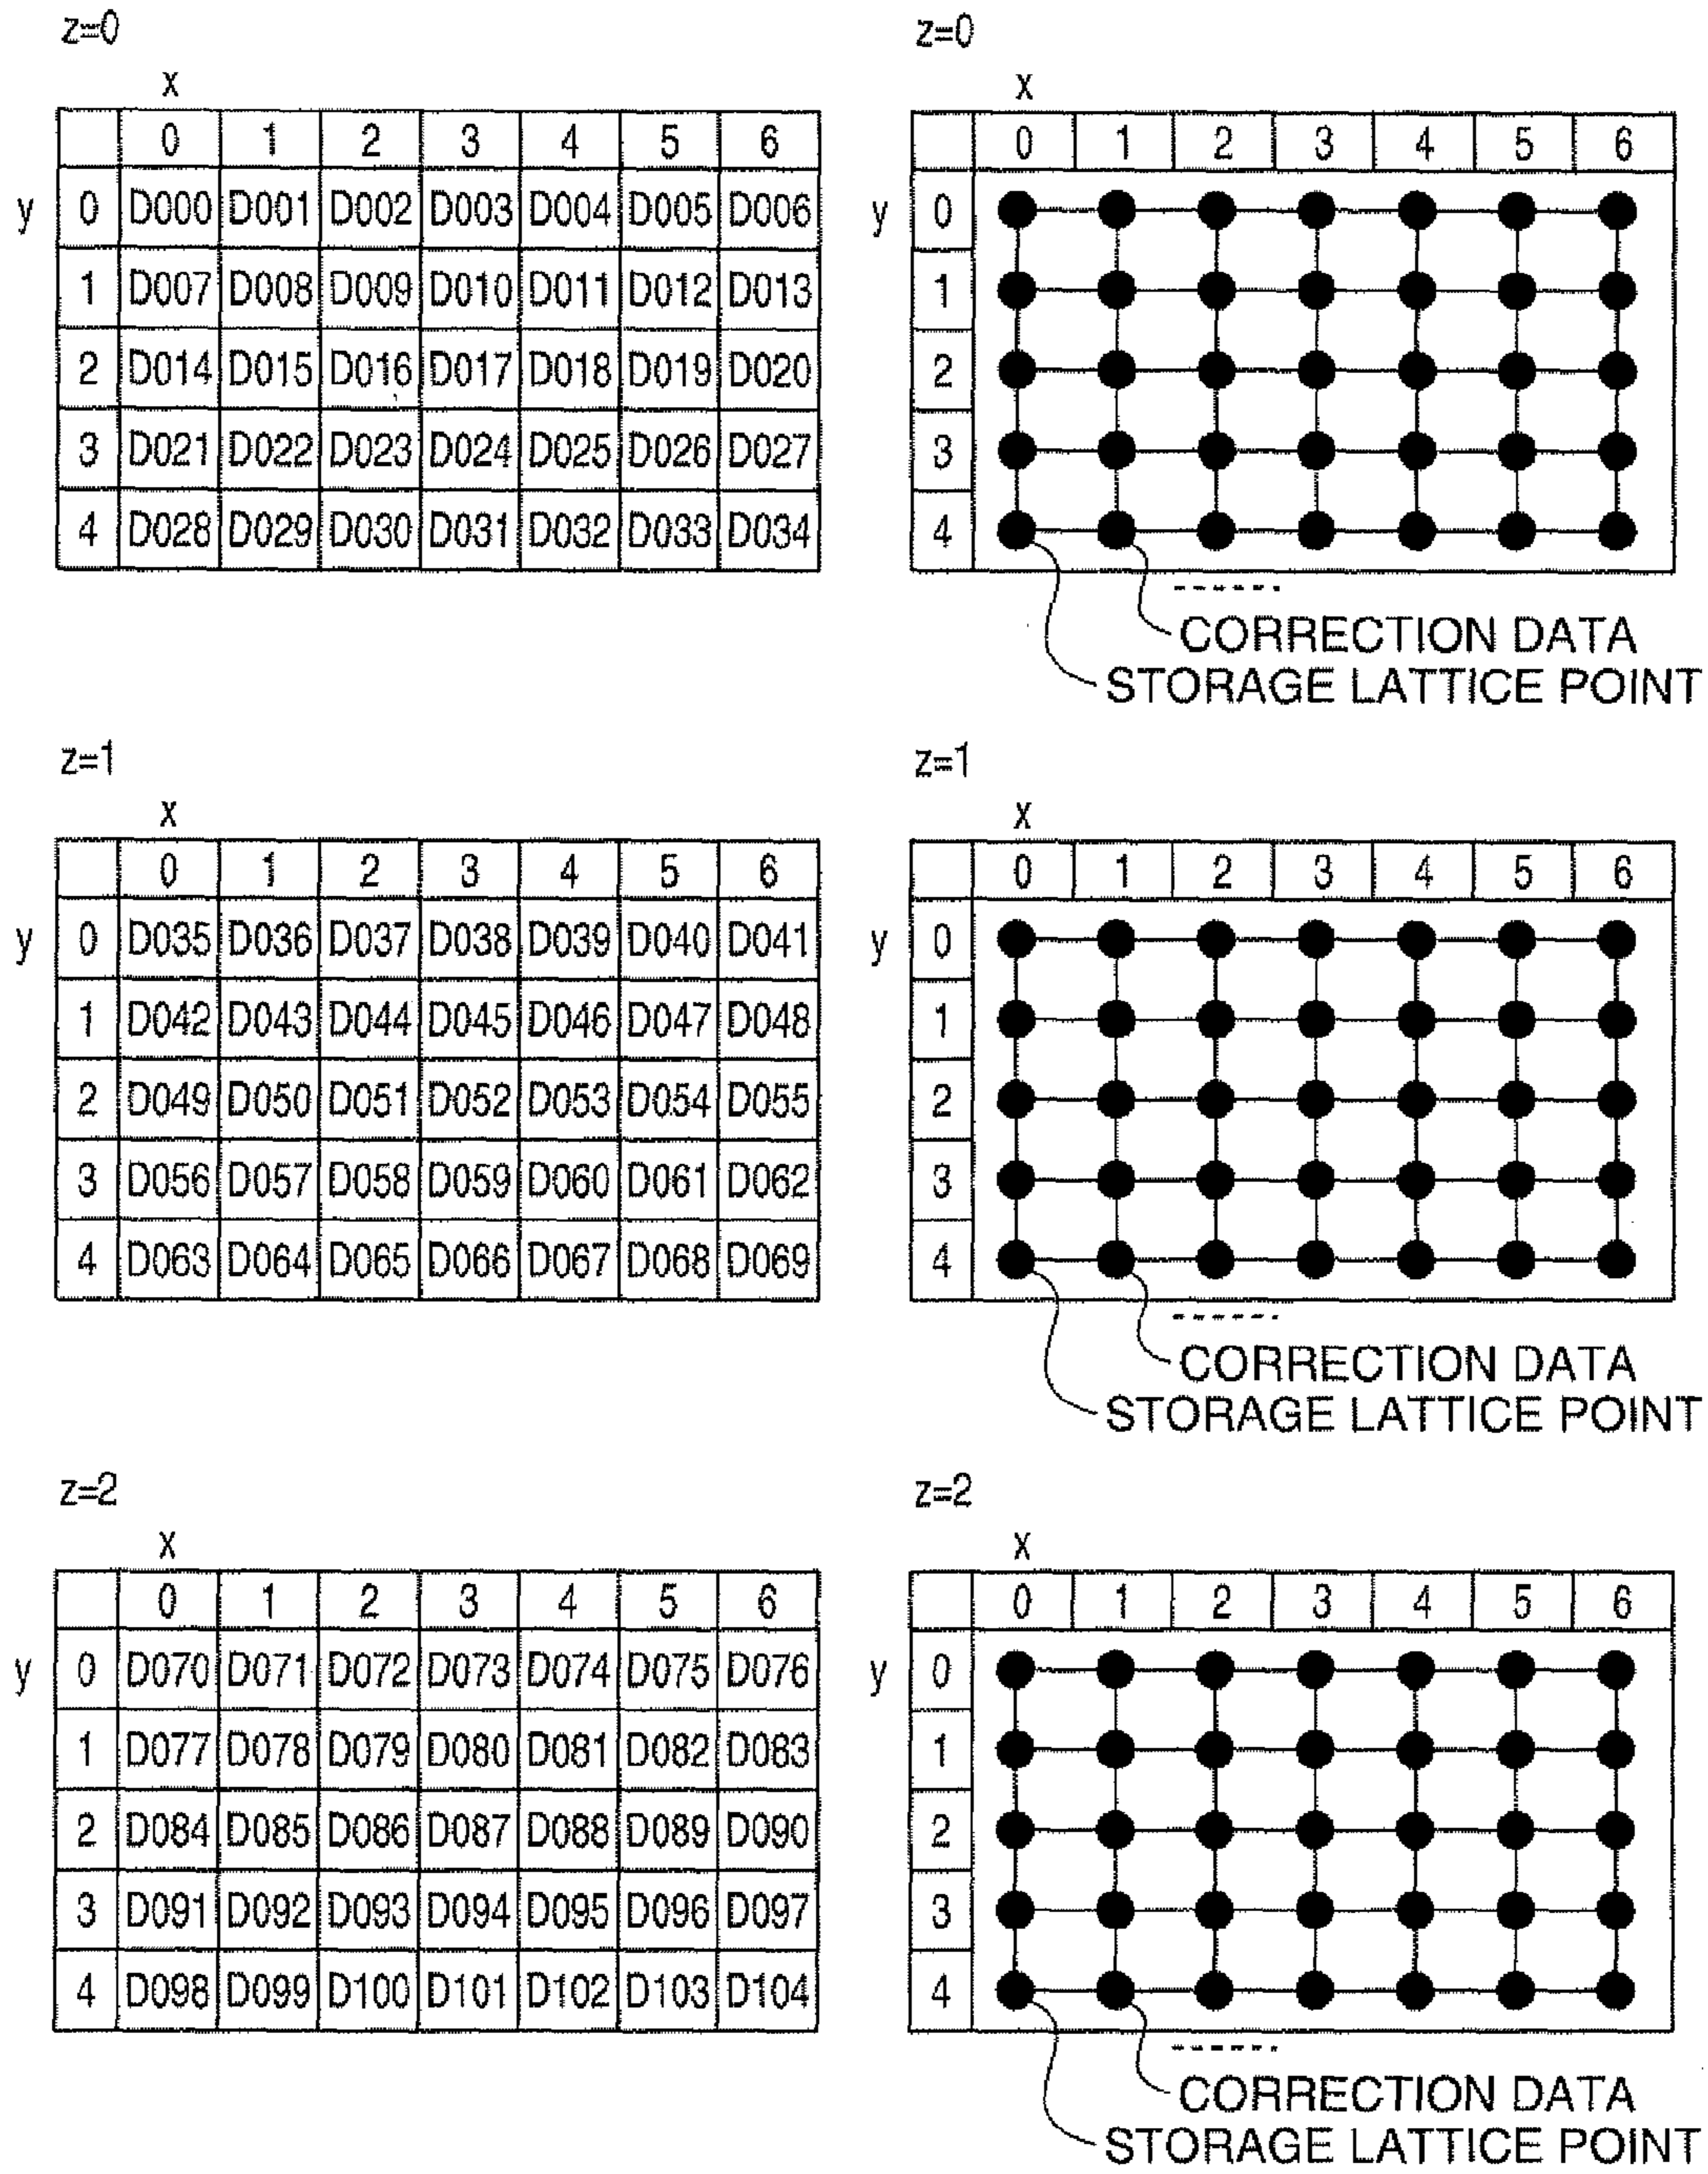 z=0
x
0 1 2 3 4 5 6
y 0 D000 D001 D002 D003 D004 D005 D006
1 D007 D008 D009 D010 D011 D012 D013
2 D014 D015 D016 D017 D018 D019 D020
3 D021 D022 D023 D024 D025 D026 D027
4 D028 D029 D030 D031 D032 D033 D034
z=0
x
0 1 2 3 4 5 6
y 0
1
2
3
4
CORRECTION DATA
STORAGE LATTICE POINT
z=1
x
0 1 2 3 4 5 6
y 0 D035 D036 D037 D038 D039 D040 D041
1 D042 D043 D044 D045 D046 D047 D048
2 D049 D050 D051 D052 D053 D054 D055
3 D056 D057 D058 D059 D060 D061 D062
4 D063 D064 D065 D066 D067 D068 D069
z=1
x
0 1 2 3 4 5 6
y 0
1
2
3
4
CORRECTION DATA
STORAGE LATTICE POINT
z=2
x
0 1 2 3 4 5 6
y 0 D070 D071 D072 D073 D074 D075 D076
1 D077 D078 D079 D080 D081 D082 D083
2 D084 D085 D086 D087 D088 D089 D090
3 D091 D092 D093 D094 D095 D096 D097
4 D098 D099 D100 D101 D102 D103 D104
z=2
x
0 1 2 3 4 5 6
y 0
1
2
3
4
CORRECTION DATA
STORAGE LATTICE POINT